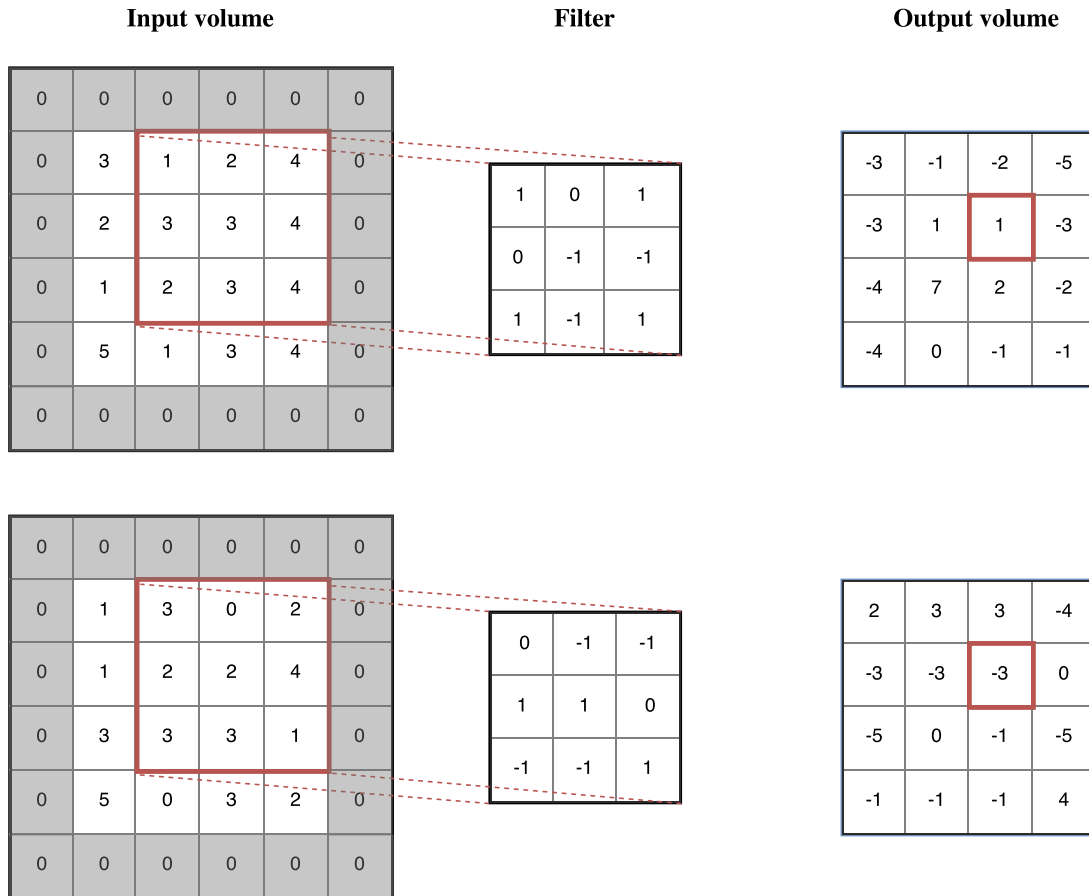 Input volume Filter Output volume
0 0 0 0 0 0
0 3 1 2 4 0
0 2 3 3 4 0
0 1 2 3 4 0
0 5 1 3 4 0
0 0 0 0 0 0
1 0 1
0 -1 -1
1 -1 1
-3 -1 -2 -5
-3 1 1 -3
-4 7 2 -2
-4 0 -1 -1
0 0 0 0 0 0
0 1 3 0 2 0
0 1 2 2 4 0
0 3 3 3 1 0
0 5 0 3 2 0
0 0 0 0 0 0
0 -1 -1
1 1 0
-1 -1 1
2 3 3 -4
-3 -3 -3 0
-5 0 -1 -5
-1 -1 -1 4